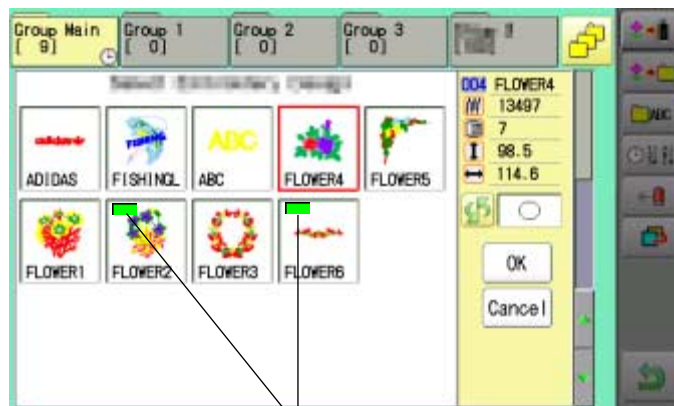 Group Main
[ 9]
Group 1
[ 0]
Group 2
[ 0]
Group 3
[ 0]
004 FLOWER4
13497
7
98.5
114.6
adidas
FISHING
ABC
ADIDAS
FISHINGL
ABC
FLOWER4
FLOWER5
FLOWER1
FLOWER2
FLOWER3
FLOWER6
OK
Cancel
ABC